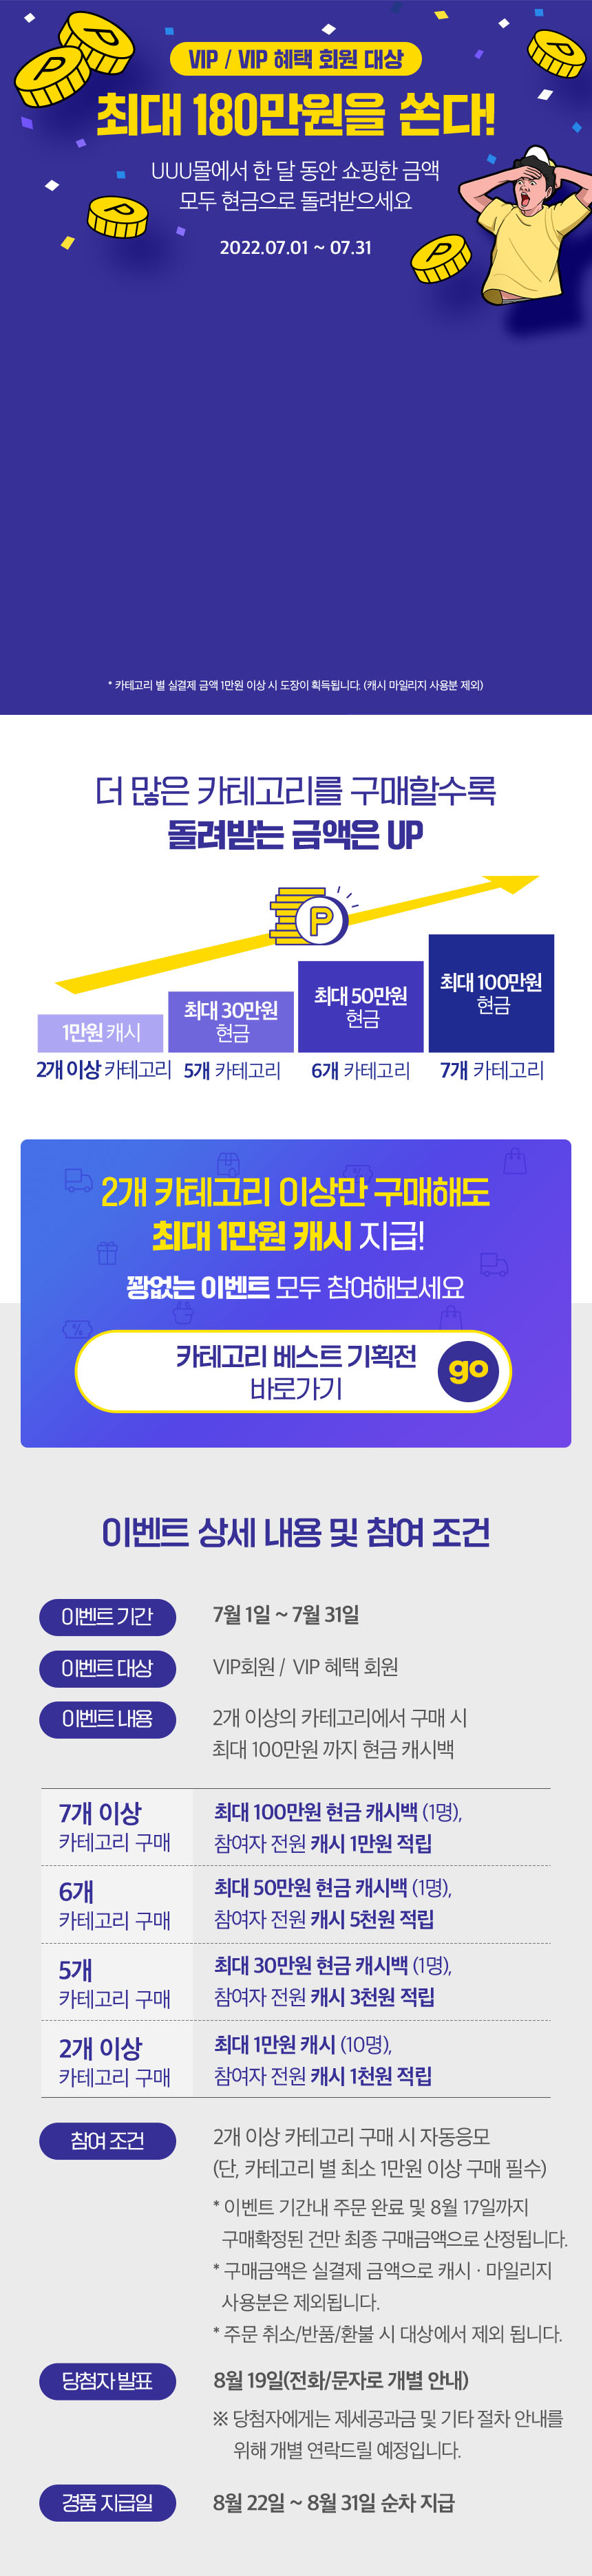 VIP / VIP 혜택 회원 대상
최대 180만원을 쏜다!
UUU몰에서 한 달 동안 쇼핑한 금액
모두 현금으로 돌려받으세요
2022.07.01 ~ 07.31
* 카테고리 별 실결제 금액 1만원 이상 시 도장이 획득됩니다. (캐시 마일리지 사용분 제외)
더 많은 카테고리를 구매할수록
돌려받는 금액은 UP
P
1만원 캐시
2개 이상 카테고리
최대 30만원
현금
5개 카테고리
최대 50만원
현금
6개 카테고리
최대 100만원
현금
7개 카테고리
2개 카테고리 이상만 구매해도
최대 1만원 캐시 지급!
꽝없는 이벤트 모두 참여해보세요
카테고리 베스트 기획전
바로가기
go
이벤트 상세 내용 및 참여 조건
이벤트 기간
7월 1일 ~ 7월 31일
이벤트 대상
VIP회원 / VIP 혜택 회원
이벤트 내용
2개 이상의 카테고리에서 구매 시
최대 100만원 까지 현금 캐시백
7개 이상
카테고리 구매
최대 100만원 현금 캐시백 (1명),
참여자 전원 캐시 1만원 적립
6개
카테고리 구매
최대 50만원 현금 캐시백 (1명),
참여자 전원 캐시 5천원 적립
5개
카테고리 구매
최대 30만원 현금 캐시백 (1명),
참여자 전원 캐시 3천원 적립
2개 이상
카테고리 구매
최대 1만원 캐시 (10명),
참여자 전원 캐시 1천원 적립
참여 조건
2개 이상 카테고리 구매 시 자동응모
(단, 카테고리 별 최소 1만원 이상 구매 필수)
* 이벤트 기간내 주문 완료 및 8월 17일까지
구매확정된 건만 최종 구매금액으로 산정됩니다.
* 구매금액은 실결제 금액으로 캐시 · 마일리지
사용분은 제외됩니다.
* 주문 취소/반품/환불 시 대상에서 제외 됩니다.
당첨자 발표
8월 19일(전화/문자로 개별 안내)
※ 당첨자에게는 제세공과금 및 기타 절차 안내를
위해 개별 연락드릴 예정입니다.
경품 지급일
8월 22일 ~ 8월 31일 순차 지급